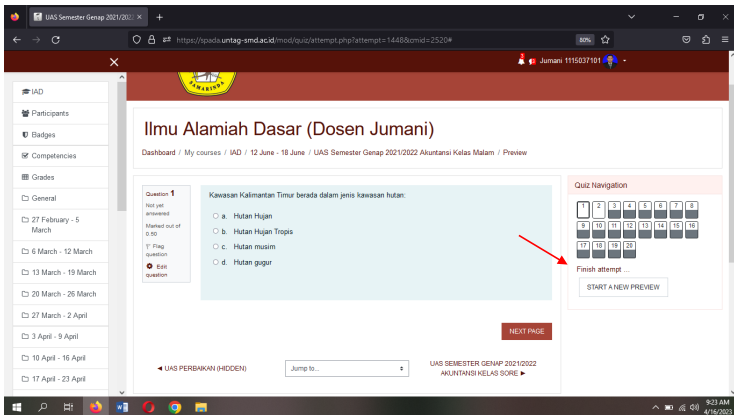 UAS Semester Genap 2021/202
https://spada.untag-smd.ac.id/mod/quiz/attempt.php?attempt=1448&cmid=2520#
80%
Jumani 1115037101
SAMARINDA
IAD
Participants
Badges
Competencies
Grades
General
27 February - 5
March
6 March - 12 March
13 March - 19 March
20 March - 26 March
27 March - 2 April
3 April - 9 April
10 April - 16 April
17 April - 23 April
Ilmu Alamiah Dasar (Dosen Jumani)
Dashboard / My courses / IAD / 12 June - 18 June / UAS Semester Genap 2021/2022 Akuntansi Kelas Malam / Preview
Question 1
Not yet
answered
Marked out of
0.50
Flag
question
Edit
question
Kawasan Kalimantan Timur berada dalam jenis kawasan hutan:
a. Hutan Hujan
b. Hutan Hujan Tropis
c. Hutan musim
d. Hutan gugur
NEXT PAGE
◄ UAS PERBAIKAN (HIDDEN)
Jump to...
UAS SEMESTER GENAP 2021/2022
AKUNTANSI KELAS SORE ►
Quiz Navigation
1 2 3 4 5 6 7 8
9 10 11 12 13 14 15 16
17 18 19 20
Finish attempt ...
START A NEW PREVIEW
9:23 AM
4/16/2023